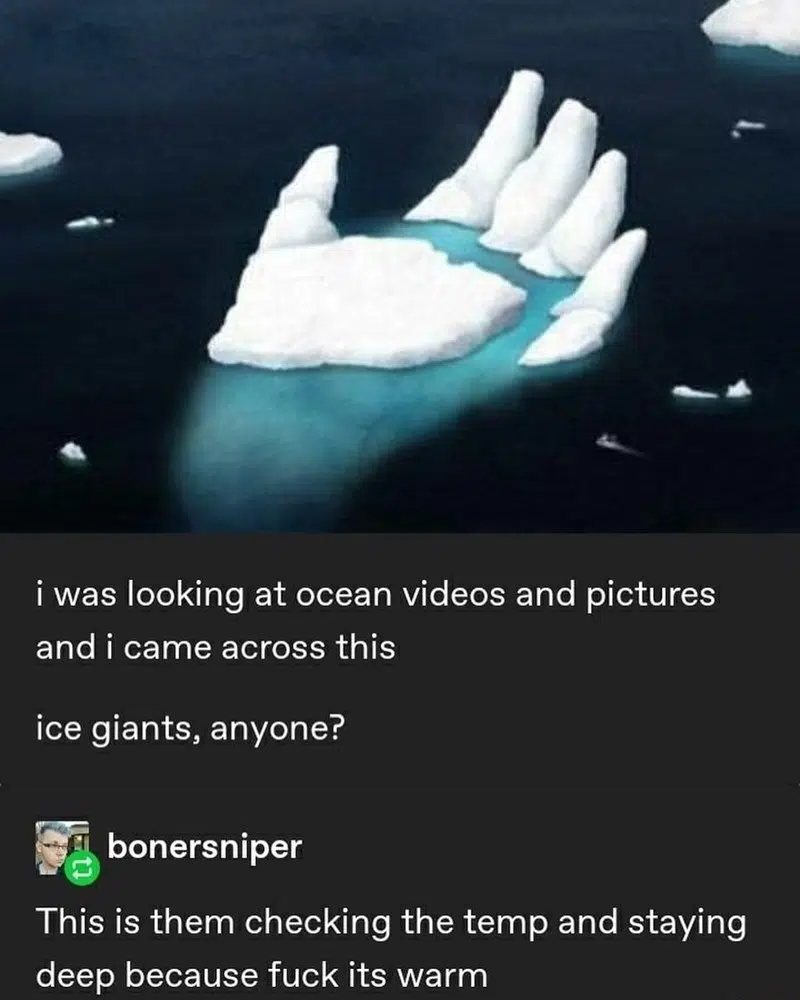 i was looking at ocean videos and pictures
and i came across this
ice giants, anyone?
bonersniper
This is them checking the temp and staying
deep because fuck its warm